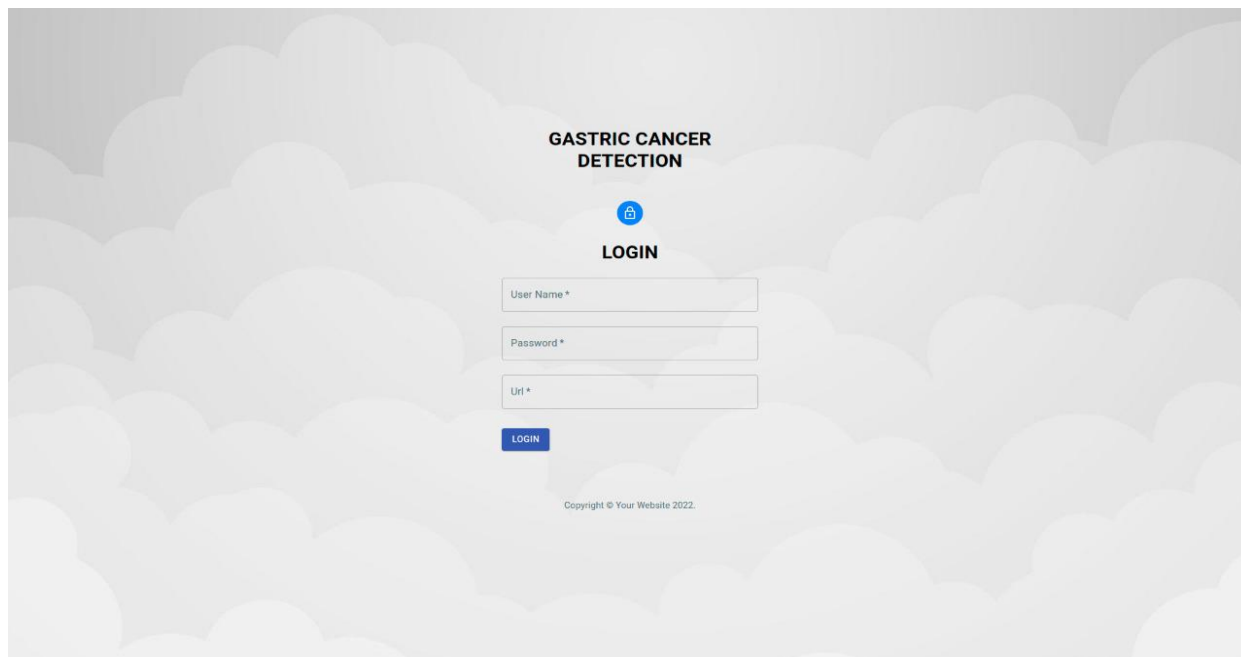 GASTRIC CANCER
DETECTION
LOGIN
User Name *
Password *
Url *
LOGIN
Copyright © Your Website 2022.